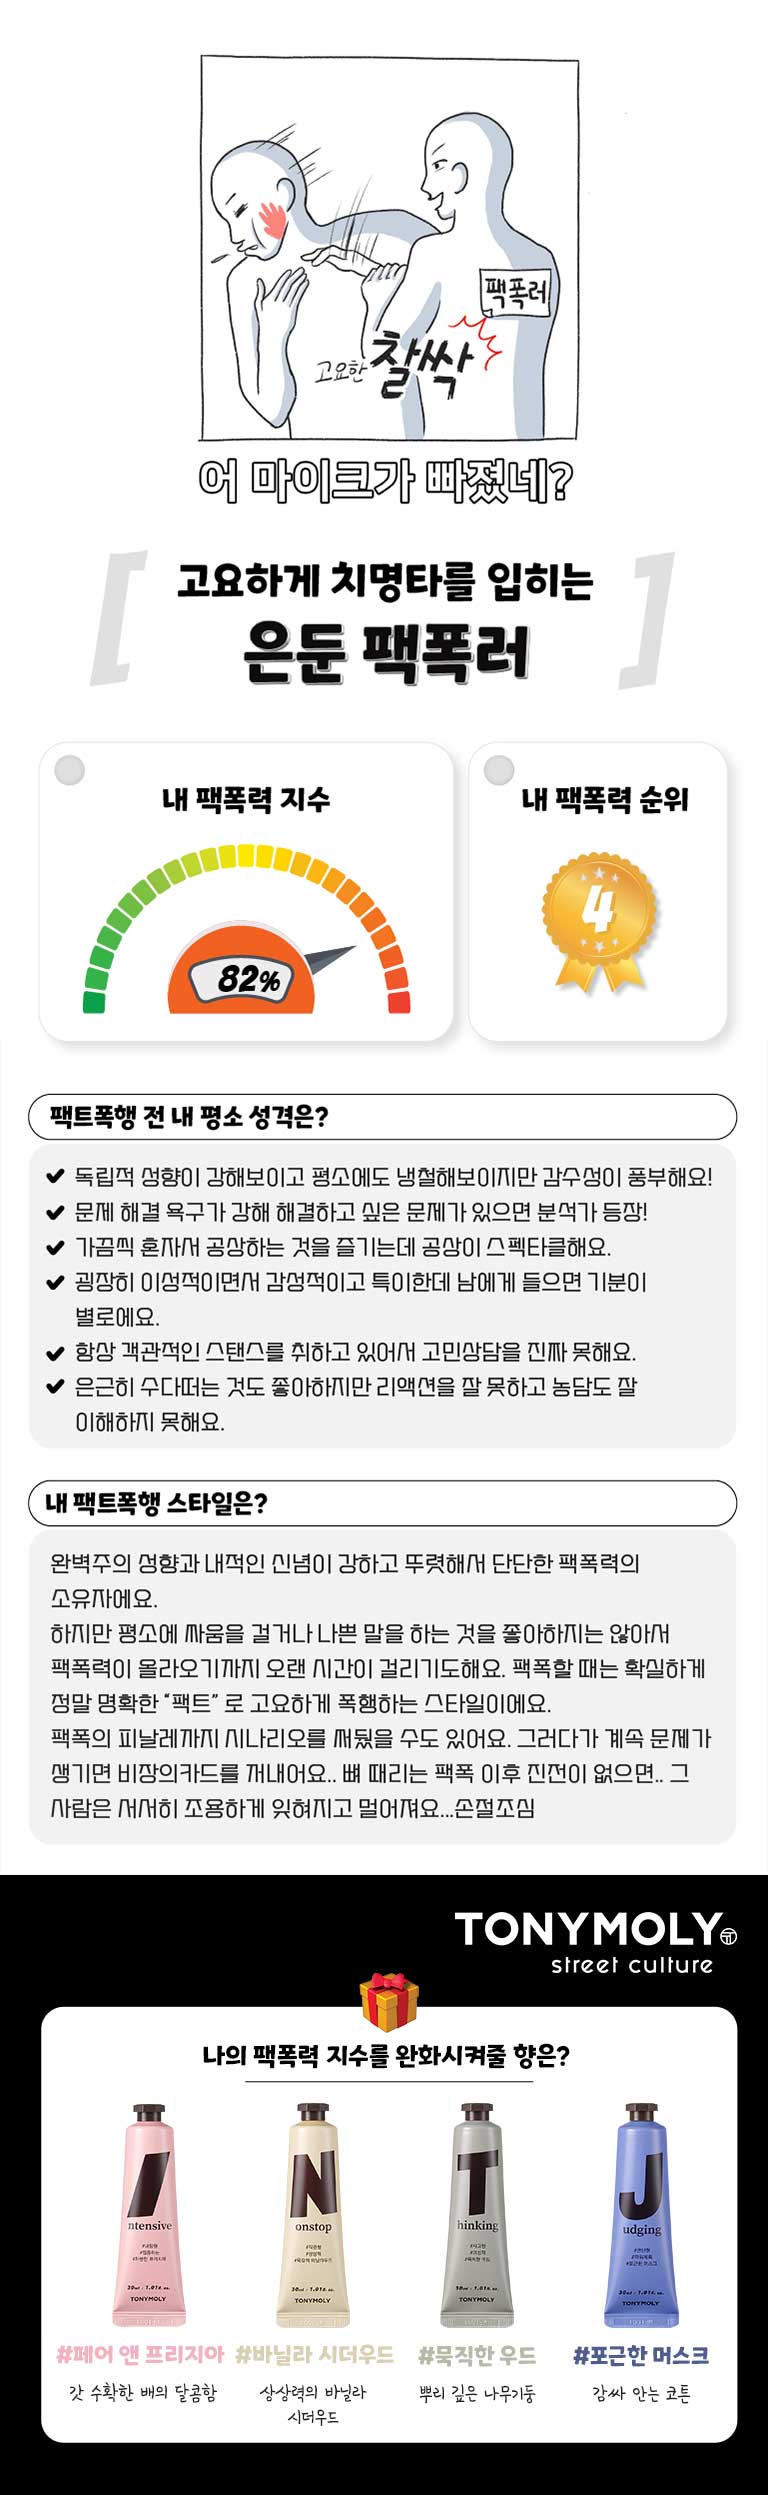 팩폭러
고요한 찰싹
어 마이크가 빠졌네?
고요하게 치명타를 입히는
은둔 팩폭러
내 팩폭력 지수
82%
내 팩폭력 순위
4
팩트폭행 전 내 평소 성격은?
독립적 성향이 강해보이고 평소에도 냉철해보이지만 감수성이 풍부해요!
문제 해결 욕구가 강해 해결하고 싶은 문제가 있으면 분석가 등장!
가끔씩 혼자서 공상하는 것을 즐기는데 공상이 스펙타클해요.
굉장히 이성적이면서 감성적이고 특이한데 남에게 들으면 기분이
별로에요.
항상 객관적인 스탠스를 취하고 있어서 고민상담을 진짜 못해요.
은근히 수다떠는 것도 좋아하지만 리액션을 잘 못하고 농담도 잘
이해하지 못해요.
내 팩트폭행 스타일은?
완벽주의 성향과 내적인 신념이 강하고 뚜렷해서 단단한 팩폭력의
소유자에요.
하지만 평소에 싸움을 걸거나 나쁜 말을 하는 것을 좋아하지는 않아서
팩폭력이 올라오기까지 오랜 시간이 걸리기도해요. 팩폭할 때는 확실하게
정말 명확한 “팩트” 로 고요하게 폭행하는 스타일이에요.
팩폭의 피날레까지 시나리오를 써뒀을 수도 있어요. 그러다가 계속 문제가
생기면 비장의카드를 꺼내어요.. 뼈 때리는 팩폭 이후 진전이 없으면.. 그
사람은 서서히 조용하게 잊혀지고 멀어져요...손절조심
TONYMOLY
street culture
나의 팩폭력 지수를 완화시켜줄 향은?
I N T J
ntensive onstop hinking udging
30ml · 1.01fl. oz. 30ml · 1.01fl. oz. 30ml · 1.01fl. oz. 30ml · 1.01fl. oz.
TONYMOLY TONYMOLY TONYMOLY TONYMOLY
#페어 앤 프리지아 #바닐라 시더우드 #묵직한 우드 #포근한 머스크
갓 수확한 배의 달콤함 상상력의 바닐라 뿌리 깊은 나무기둥 감싸 안는 코튼
시더우드